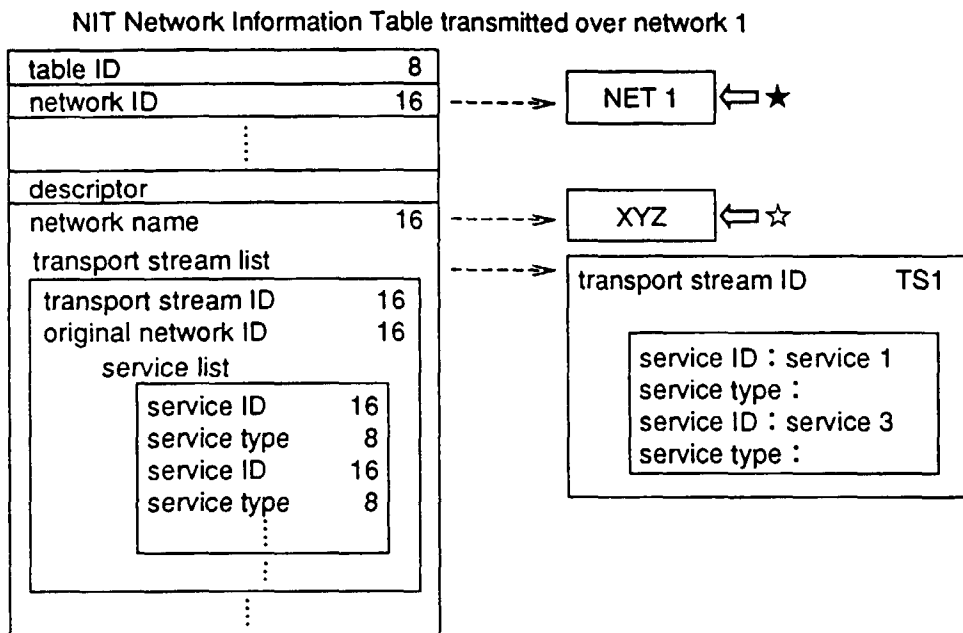 NIT Network Information Table transmitted over network 1
table ID 8
network ID 16
NET 1
descriptor
network name 16
XYZ
transport stream list
transport stream ID 16
original network ID 16
service list
service ID 16
service type 8
service ID 16
service type 8
transport stream ID TS1
service ID : service 1
service type :
service ID : service 3
service type :